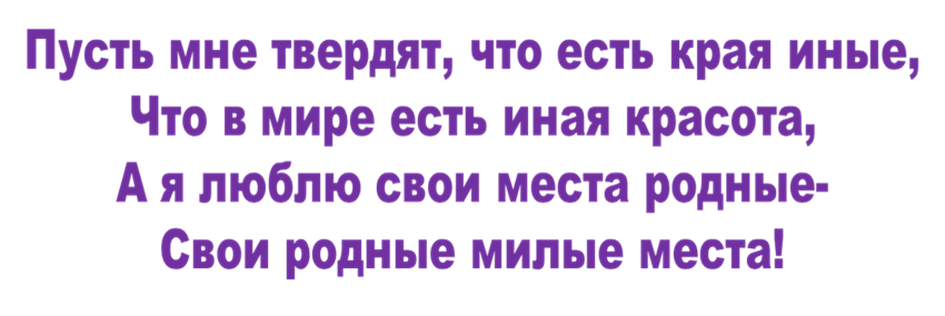 Пусть мне твердят, что есть края иные,
Что в мире есть иная красота,
А я люблю свои места родные-
Свои родные милые места!